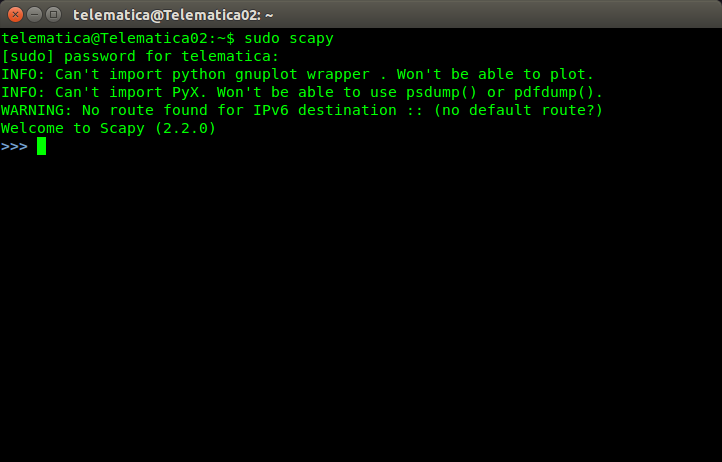 telematica@Telematica02: ~
telematica@Telematica02:~$ sudo scapy
[sudo] password for telematica:
INFO: Can't import python gnuplot wrapper . Won't be able to plot.
INFO: Can't import PyX. Won't be able to use psdump() or pdfdump().
WARNING: No route found for IPv6 destination :: (no default route?)
Welcome to Scapy (2.2.0)
>>>